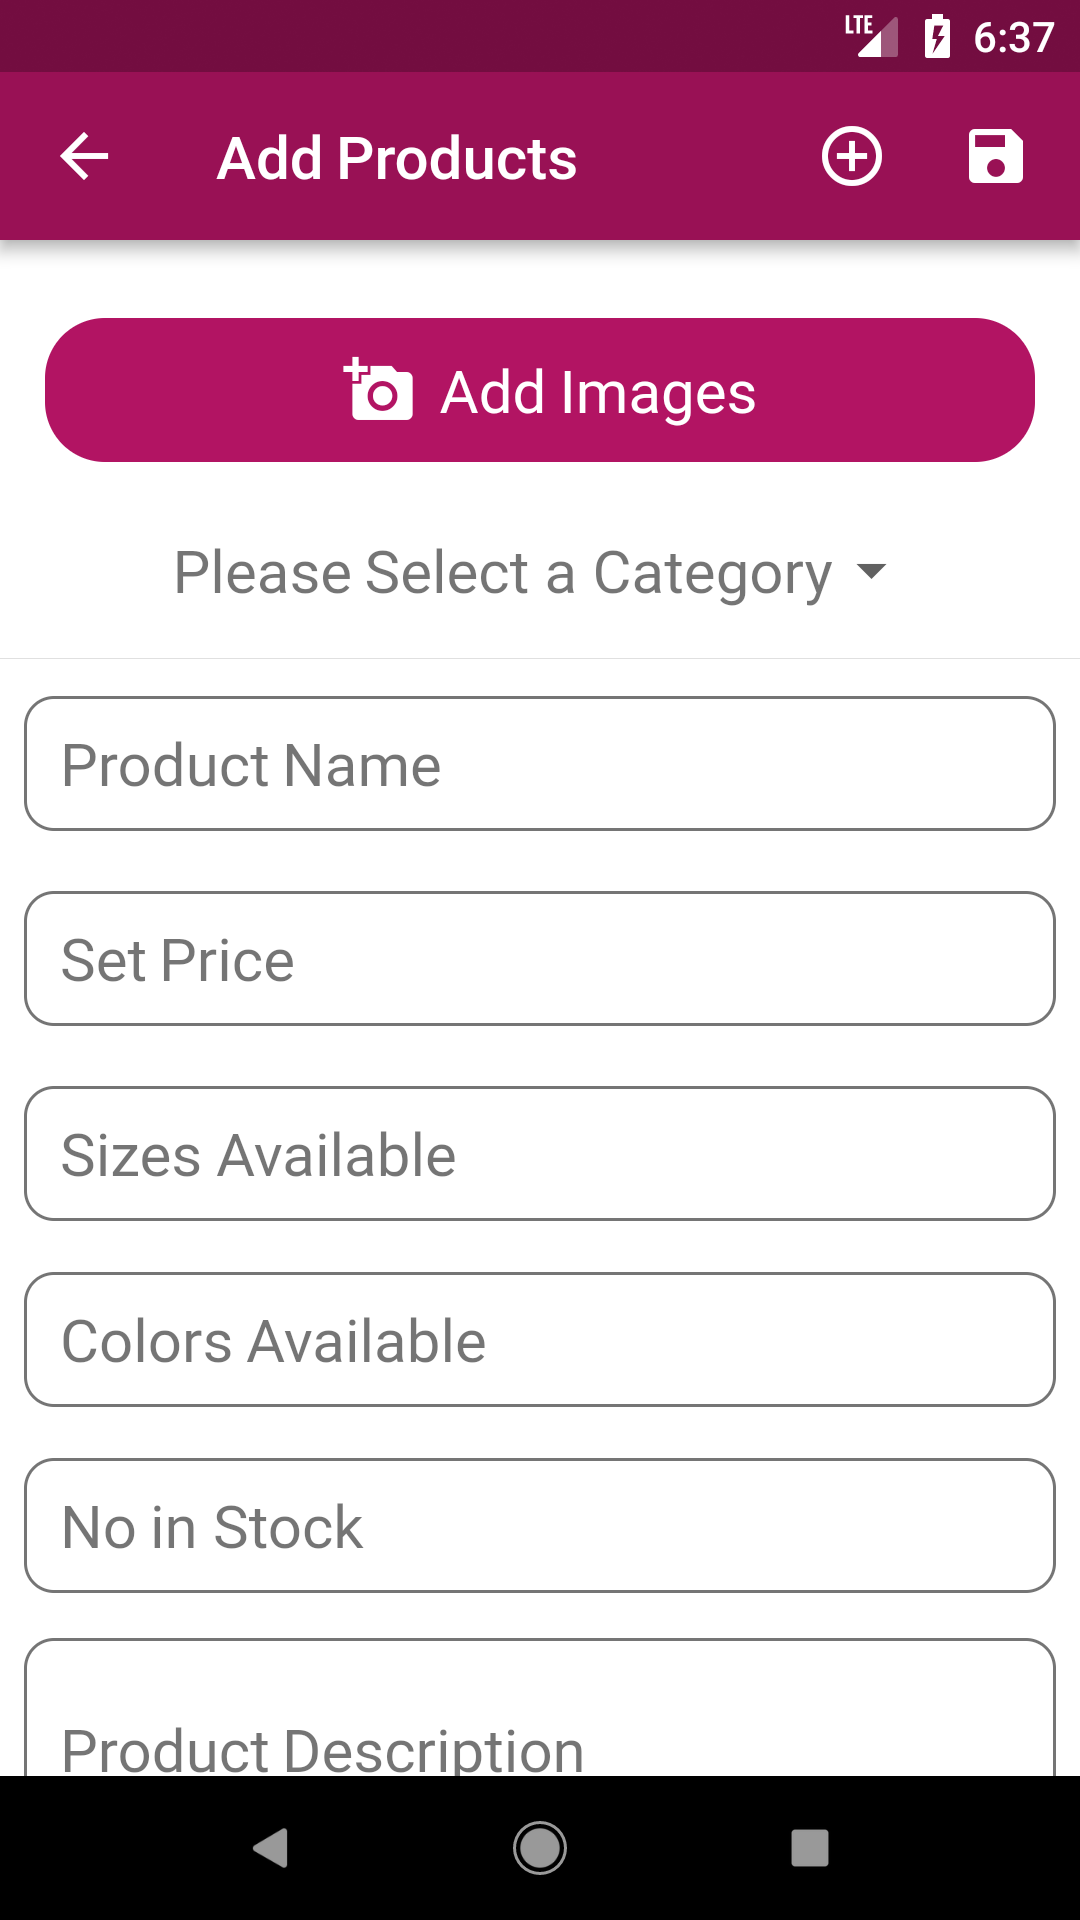 LTE 6:37
Add Products
Add Images
Please Select a Category
Product Name
Set Price
Sizes Available
Colors Available
No in Stock
Product Description